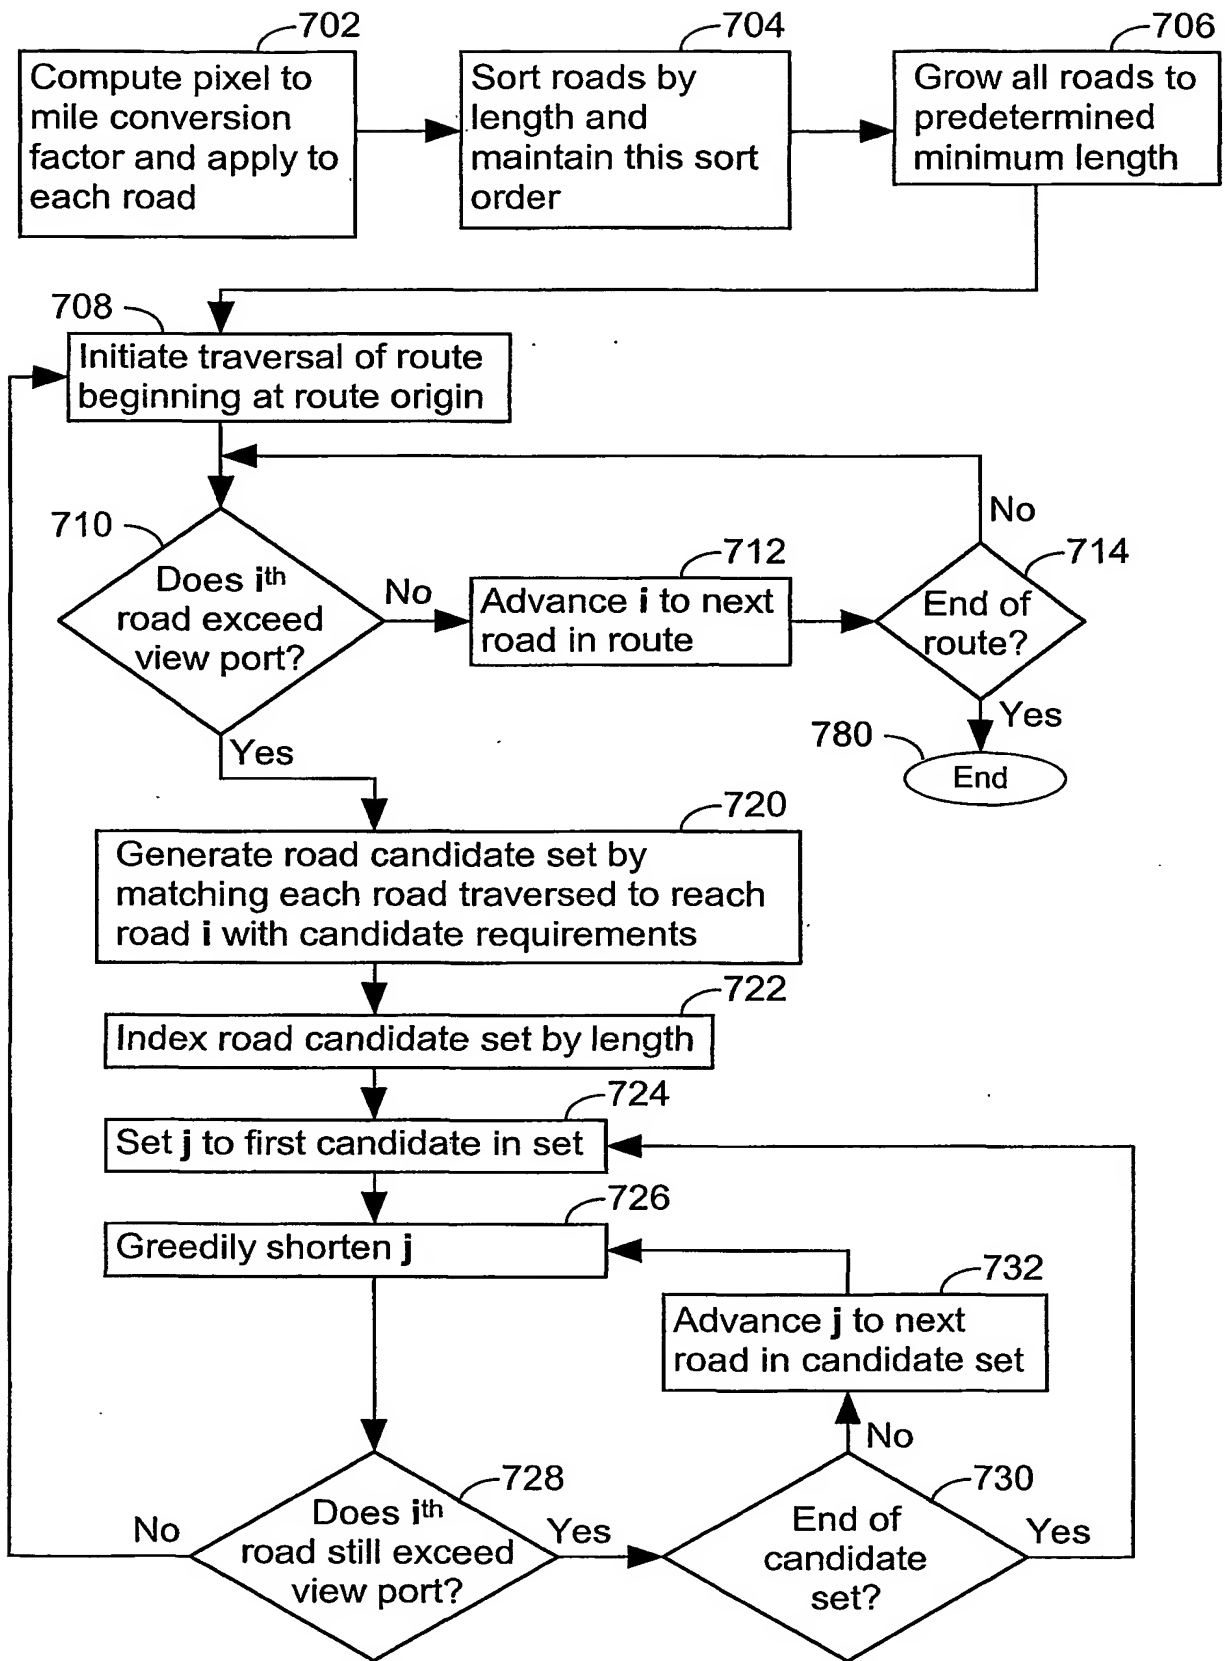 702
Compute pixel to
mile conversion
factor and apply to
each road
704
Sort roads by
length and
maintain this sort
order
706
Grow all roads to
predetermined
minimum length
708
Initiate traversal of route
beginning at route origin
710
Does ith
road exceed
view port?
No
712
Advance i to next
road in route
714
End of
route?
No
Yes
780
End
Yes
720
Generate road candidate set by
matching each road traversed to reach
road i with candidate requirements
722
Index road candidate set by length
724
Set j to first candidate in set
726
Greedily shorten j
732
Advance j to next
road in candidate set
No
728
Does ith
road still exceed
view port?
No
Yes
730
End of
candidate
set?
Yes